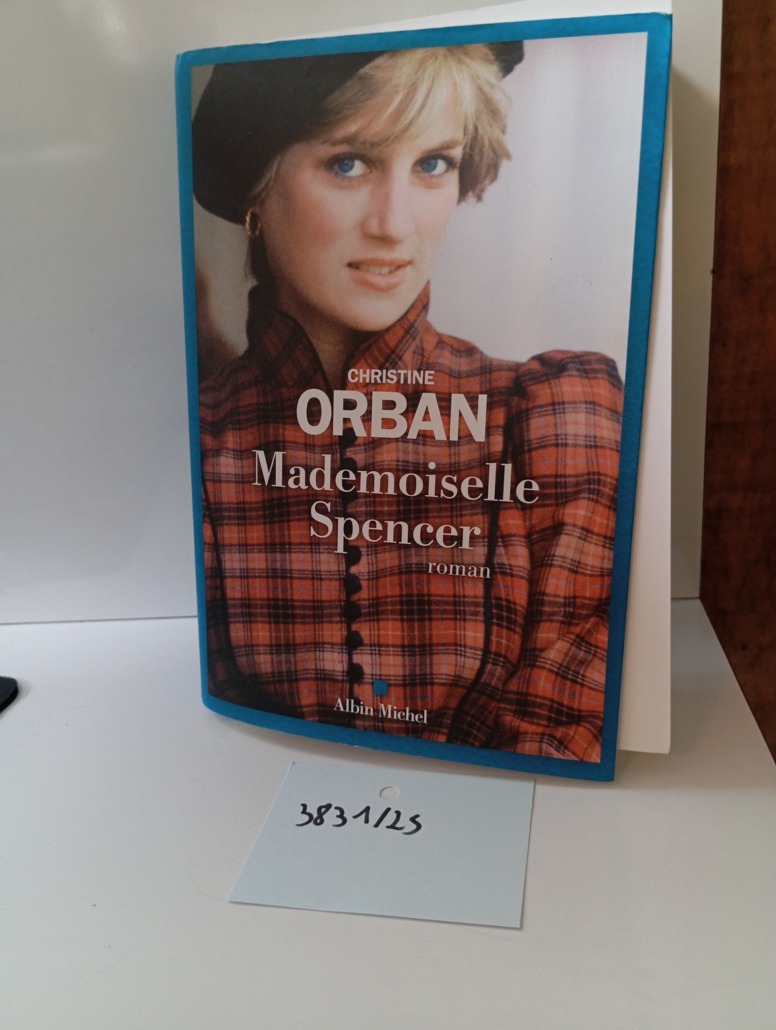 CHRISTINE
ORBAN
Mademoiselle
Spencer
roman
Albin Michel
3831/25